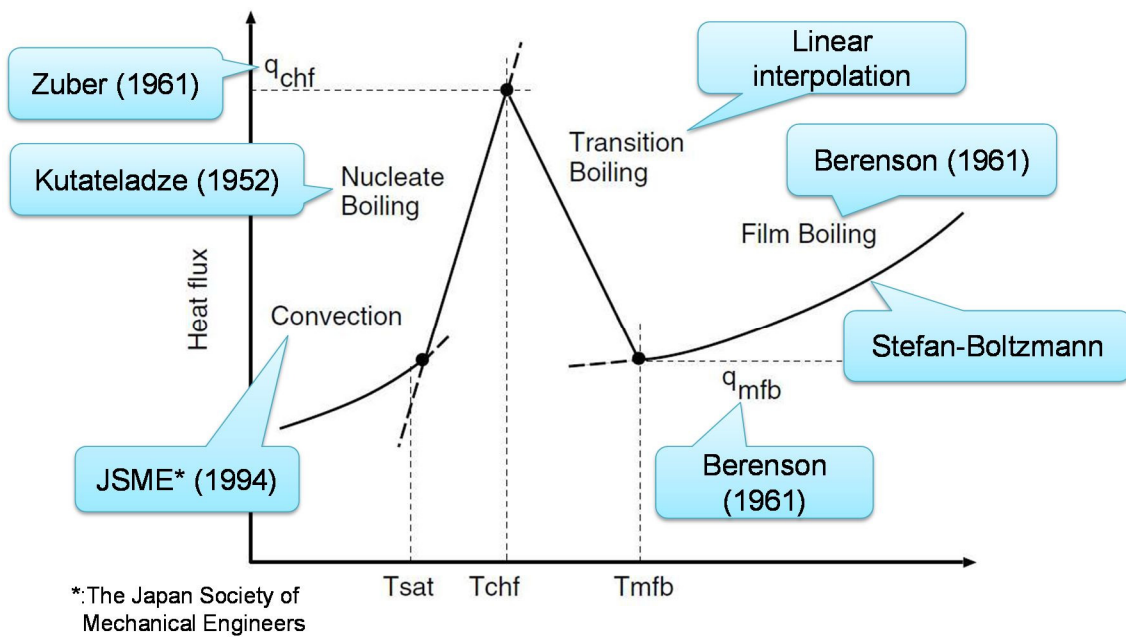 Zuber (1961)
q_chf
Linear
interpolation
Transition
Boiling
Berenson (1961)
Kutateladze (1952)
Nucleate
Boiling
Film Boiling
Heat flux
Convection
Stefan-Boltzmann
q_mfb
JSME* (1994)
Berenson
(1961)
Tsat
Tchf
Tmfb
*:The Japan Society of
Mechanical Engineers